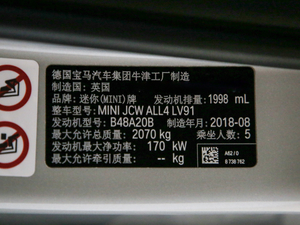 德国宝马汽车集团牛津工厂制造
制造国：英国
品牌：迷你(MINI)牌 发动机排量：1998 mL
整车型号：MINI JCW ALL4 LV91
发动机型号：B48A20B 制造年月：2018-08
最大允许总质量：2070 kg 乘坐人数：5
发动机最大净功率：170 kW
最大允许牵引质量：-- kg
A62/0
8 738 762